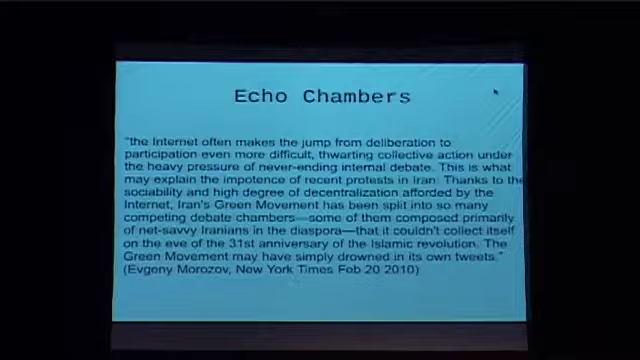 Echo Chambers
"the Internet often makes the jump from deliberation to
participation even more difficult, thwarting collective action under
the heavy pressure of never-ending internal debate. This is what
may explain the impotence of recent protests in Iran: Thanks to the
sociability and high degree of decentralization afforded by the
Internet, Iran's Green Movement has been split into so many
competing debate chambers—some of them composed primarily
of net-savvy Iranians in the diaspora—that it couldn't collect itself
on the eve of the 31st anniversary of the Islamic revolution. The
Green Movement may have simply drowned in its own tweets."
(Evgeny Morozov, New York Times Feb 20 2010)